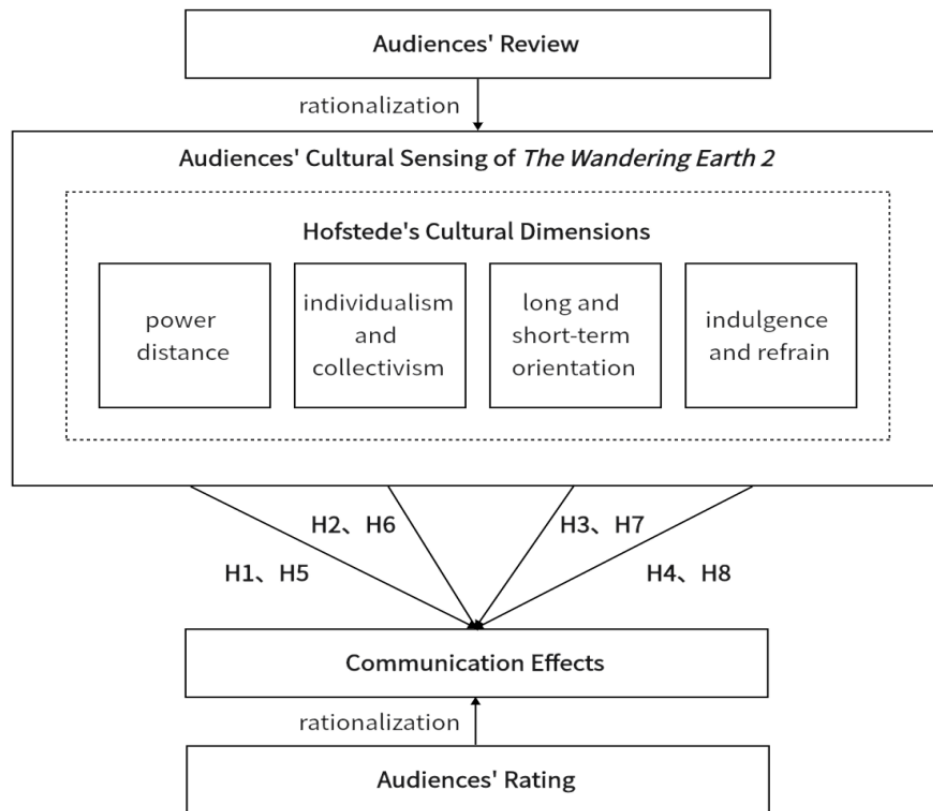 Audiences' Review
rationalization
Audiences' Cultural Sensing of The Wandering Earth 2
Hofstede's Cultural Dimensions
power
distance
individualism
and
collectivism
long and
short-term
orientation
indulgence
and refrain
H2、H6
H3、H7
H1、H5
H4、H8
Communication Effects
rationalization
Audiences' Rating